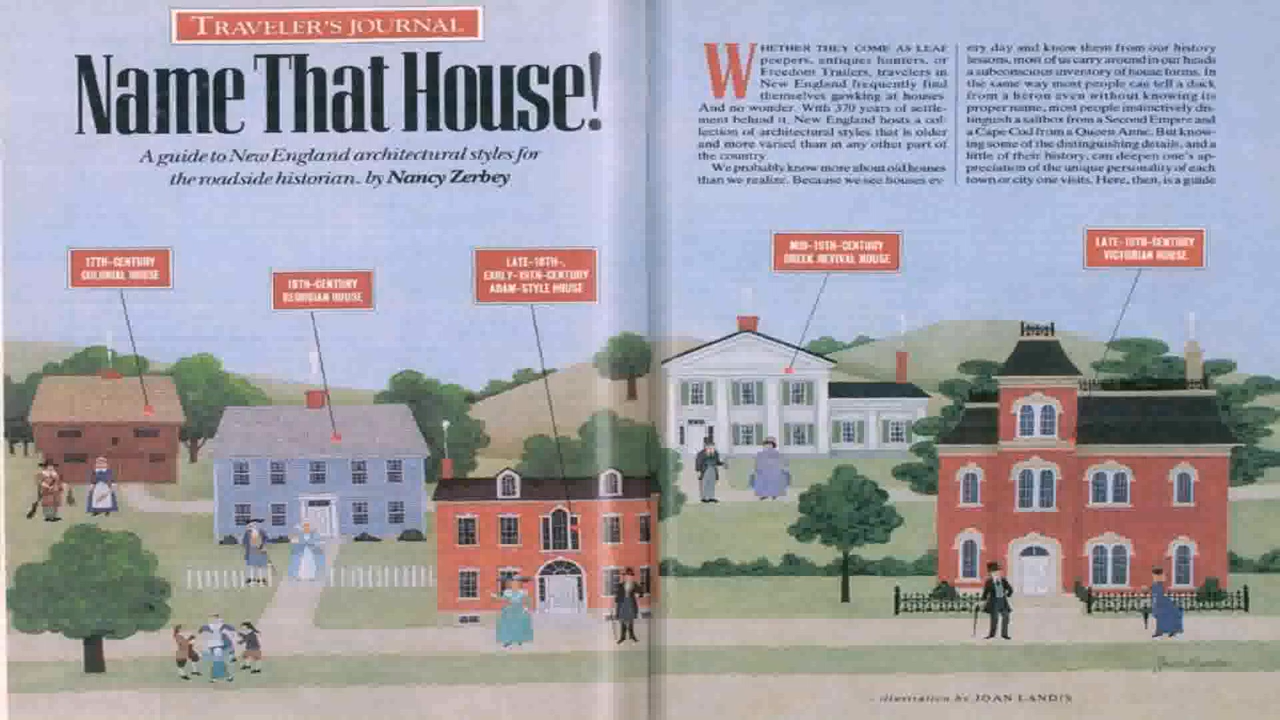 TRAVELER'S JOURNAL
Name That House!
A guide to New England architectural styles for
the roadside historian. by Nancy Zerbey
WHETHER THEY COME AS LEAF
peepers, antiques hunters, or
Freedom Trailers, travelers in
New England frequently find
themselves gawking at houses.
And no wonder. With 370 years of settle-
ment behind it, New England hosts a col-
lection of architectural styles that is older
and more varied than in any other part of
the country.
We probably know more about old houses
than we realize. Because we see houses ev-
ery day and know them from our history
lessons, most of us carry around in our heads
a subconscious inventory of house forms. In
the same way most people can tell a duck
from a heron even without knowing its
proper name, most people instinctively dis-
tinguish a saltbox from a Second Empire and
a Cape Cod from a Queen Anne. But know-
ing some of the distinguishing details, and a
little of their history, can deepen one's ap-
preciation of the unique personality of each
town or city one visits. Here, then, is a guide
17TH-CENTURY
COLONIAL HOUSE
18TH-CENTURY
GEORGIAN HOUSE
LATE-18TH-,
EARLY-19TH-CENTURY
ADAM-STYLE HOUSE
MID-19TH-CENTURY
GREEK REVIVAL HOUSE
LATE-19TH-CENTURY
VICTORIAN HOUSE
- illustration by JOAN LANDIS